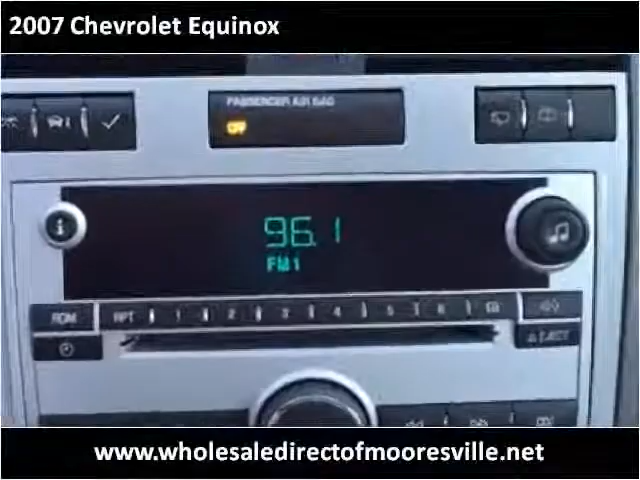 2007 Chevrolet Equinox
PASSENGER AIR BAG
OFF
96.1
FM1
RDM RPT 1 2 3 4 5 6
EJECT
www.wholesaledirectofmooresville.net